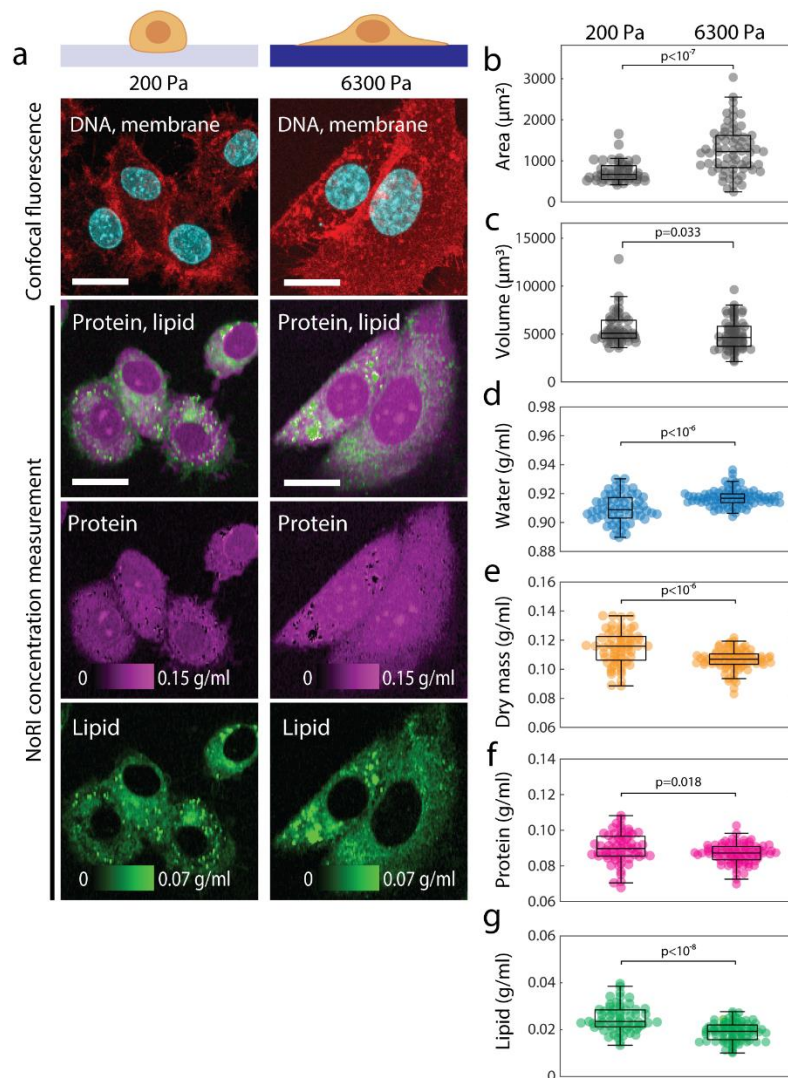 a
200 Pa
6300 Pa
Confocal fluorescence
DNA, membrane
DNA, membrane
NoRI concentration measurement
Protein, lipid
Protein, lipid
Protein
0 0.15 g/ml
Protein
0 0.15 g/ml
Lipid
0 0.07 g/ml
Lipid
0 0.07 g/ml
200 Pa 6300 Pa
b
Area (µm²)
3000
2000
1000
0
p<10⁻⁷
c
Volume (µm³)
15000
10000
5000
0
p=0.033
d
Water (g/ml)
0.98
0.96
0.94
0.92
0.90
0.88
p<10⁻⁶
e
Dry mass (g/ml)
0.16
0.14
0.12
0.10
0.08
0.06
p<10⁻⁶
f
Protein (g/ml)
0.14
0.12
0.10
0.08
0.06
p=0.018
g
Lipid (g/ml)
0.06
0.04
0.02
0
p<10⁻⁸